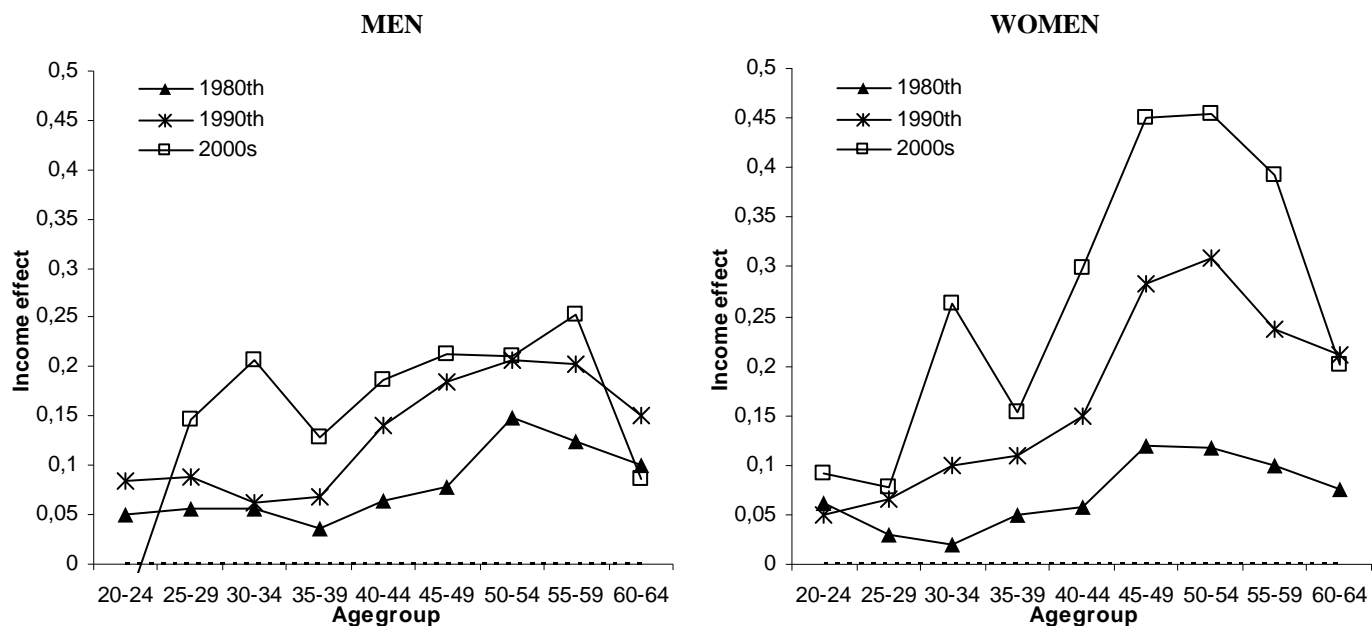 MEN
0,5
0,45
0,4
0,35
0,3
0,25
0,2
0,15
0,1
0,05
0
Income effect
1980th
1990th
2000s
20-24 25-29 30-34 35-39 40-44 45-49 50-54 55-59 60-64
Agegroup
WOMEN
0,5
0,45
0,4
0,35
0,3
0,25
0,2
0,15
0,1
0,05
0
Income effect
1980th
1990th
2000s
20-24 25-29 30-34 35-39 40-44 45-49 50-54 55-59 60-64
Agegroup